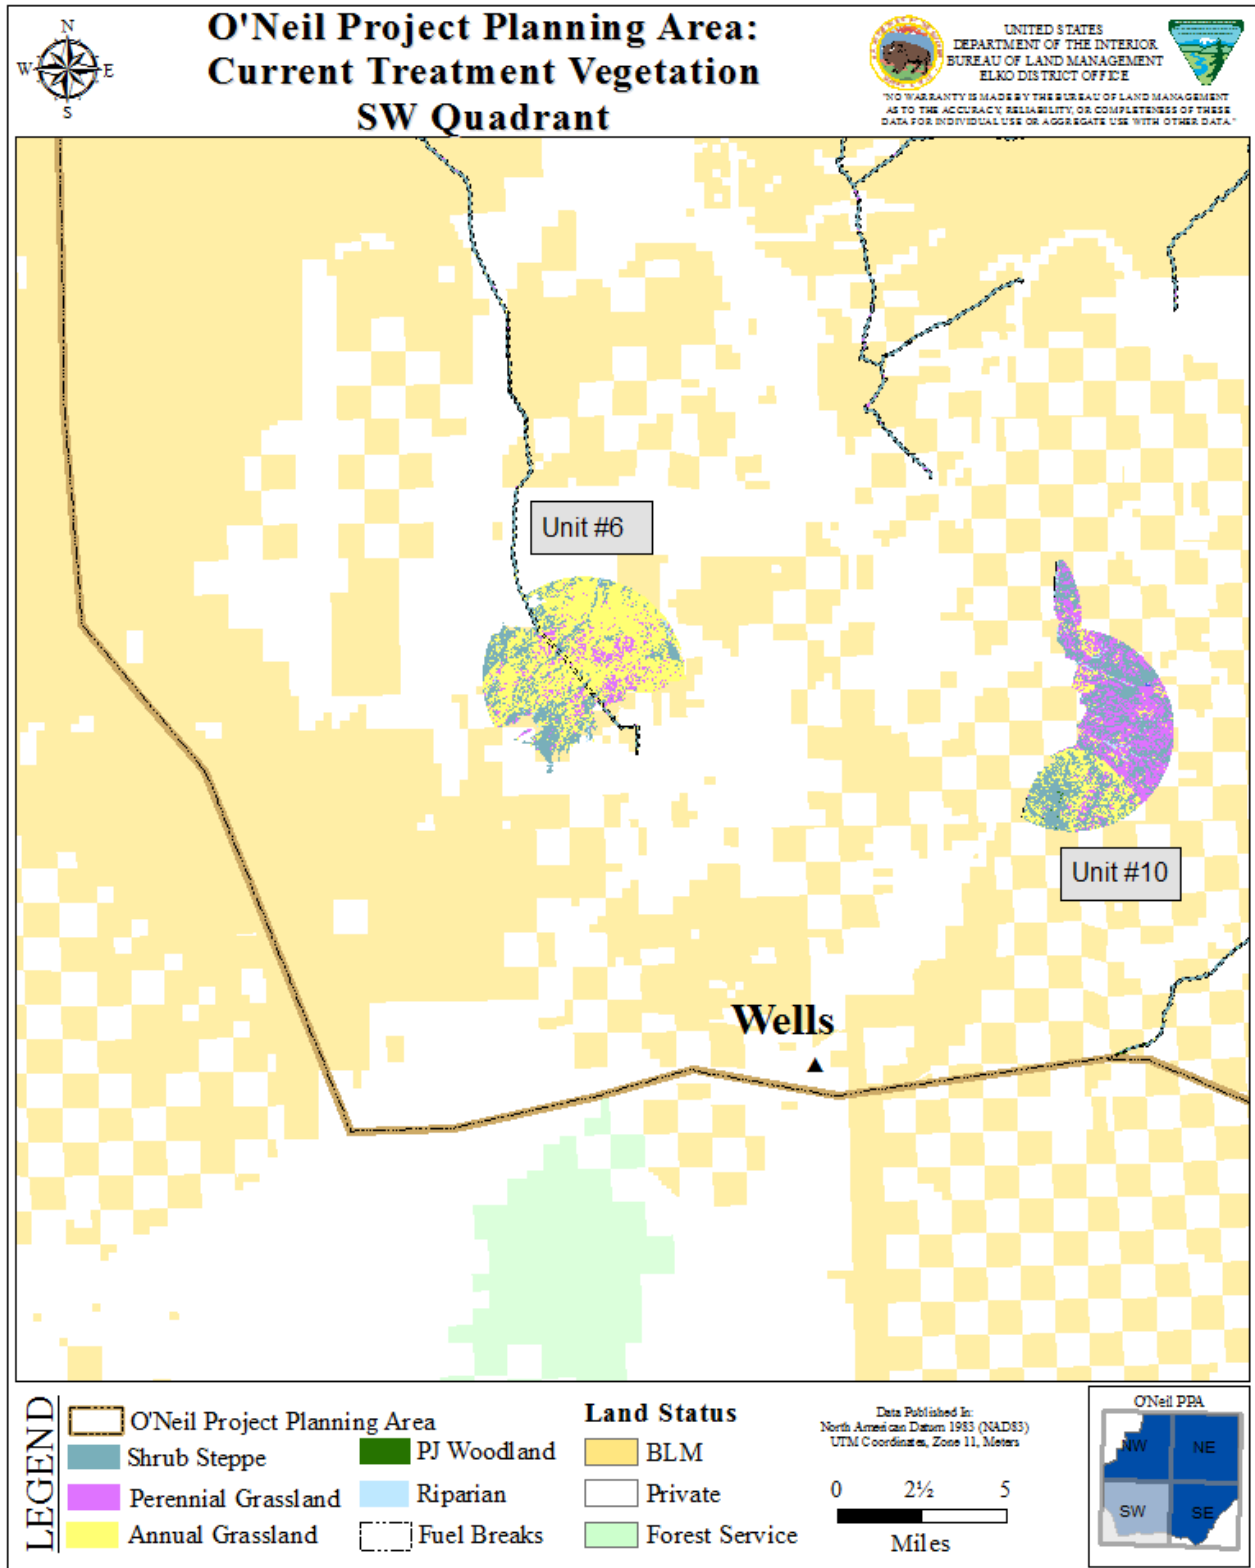 O'Neil Project Planning Area:
Current Treatment Vegetation
SW Quadrant
N
W
E
S
UNITED STATES
DEPARTMENT OF THE INTERIOR
BUREAU OF LAND MANAGEMENT
ELKO DISTRICT OFFICE
"NO WARRANTY IS MADE BY THE BUREAU OF LAND MANAGEMENT
AS TO THE ACCURACY, RELIABILITY, OR COMPLETENESS OF THESE
DATA FOR INDIVIDUAL USE OR AGGREGATE USE WITH OTHER DATA."
Unit #6
Unit #10
Wells
LEGEND
O'Neil Project Planning Area
Shrub Steppe
Perennial Grassland
Annual Grassland
PJ Woodland
Riparian
Fuel Breaks
Land Status
BLM
Private
Forest Service
Data Published In:
North American Datum 1983 (NAD83)
UTM Coordinates, Zone 11, Meters
0 2½ 5
Miles
O'Neil PPA
NW NE
SW SE